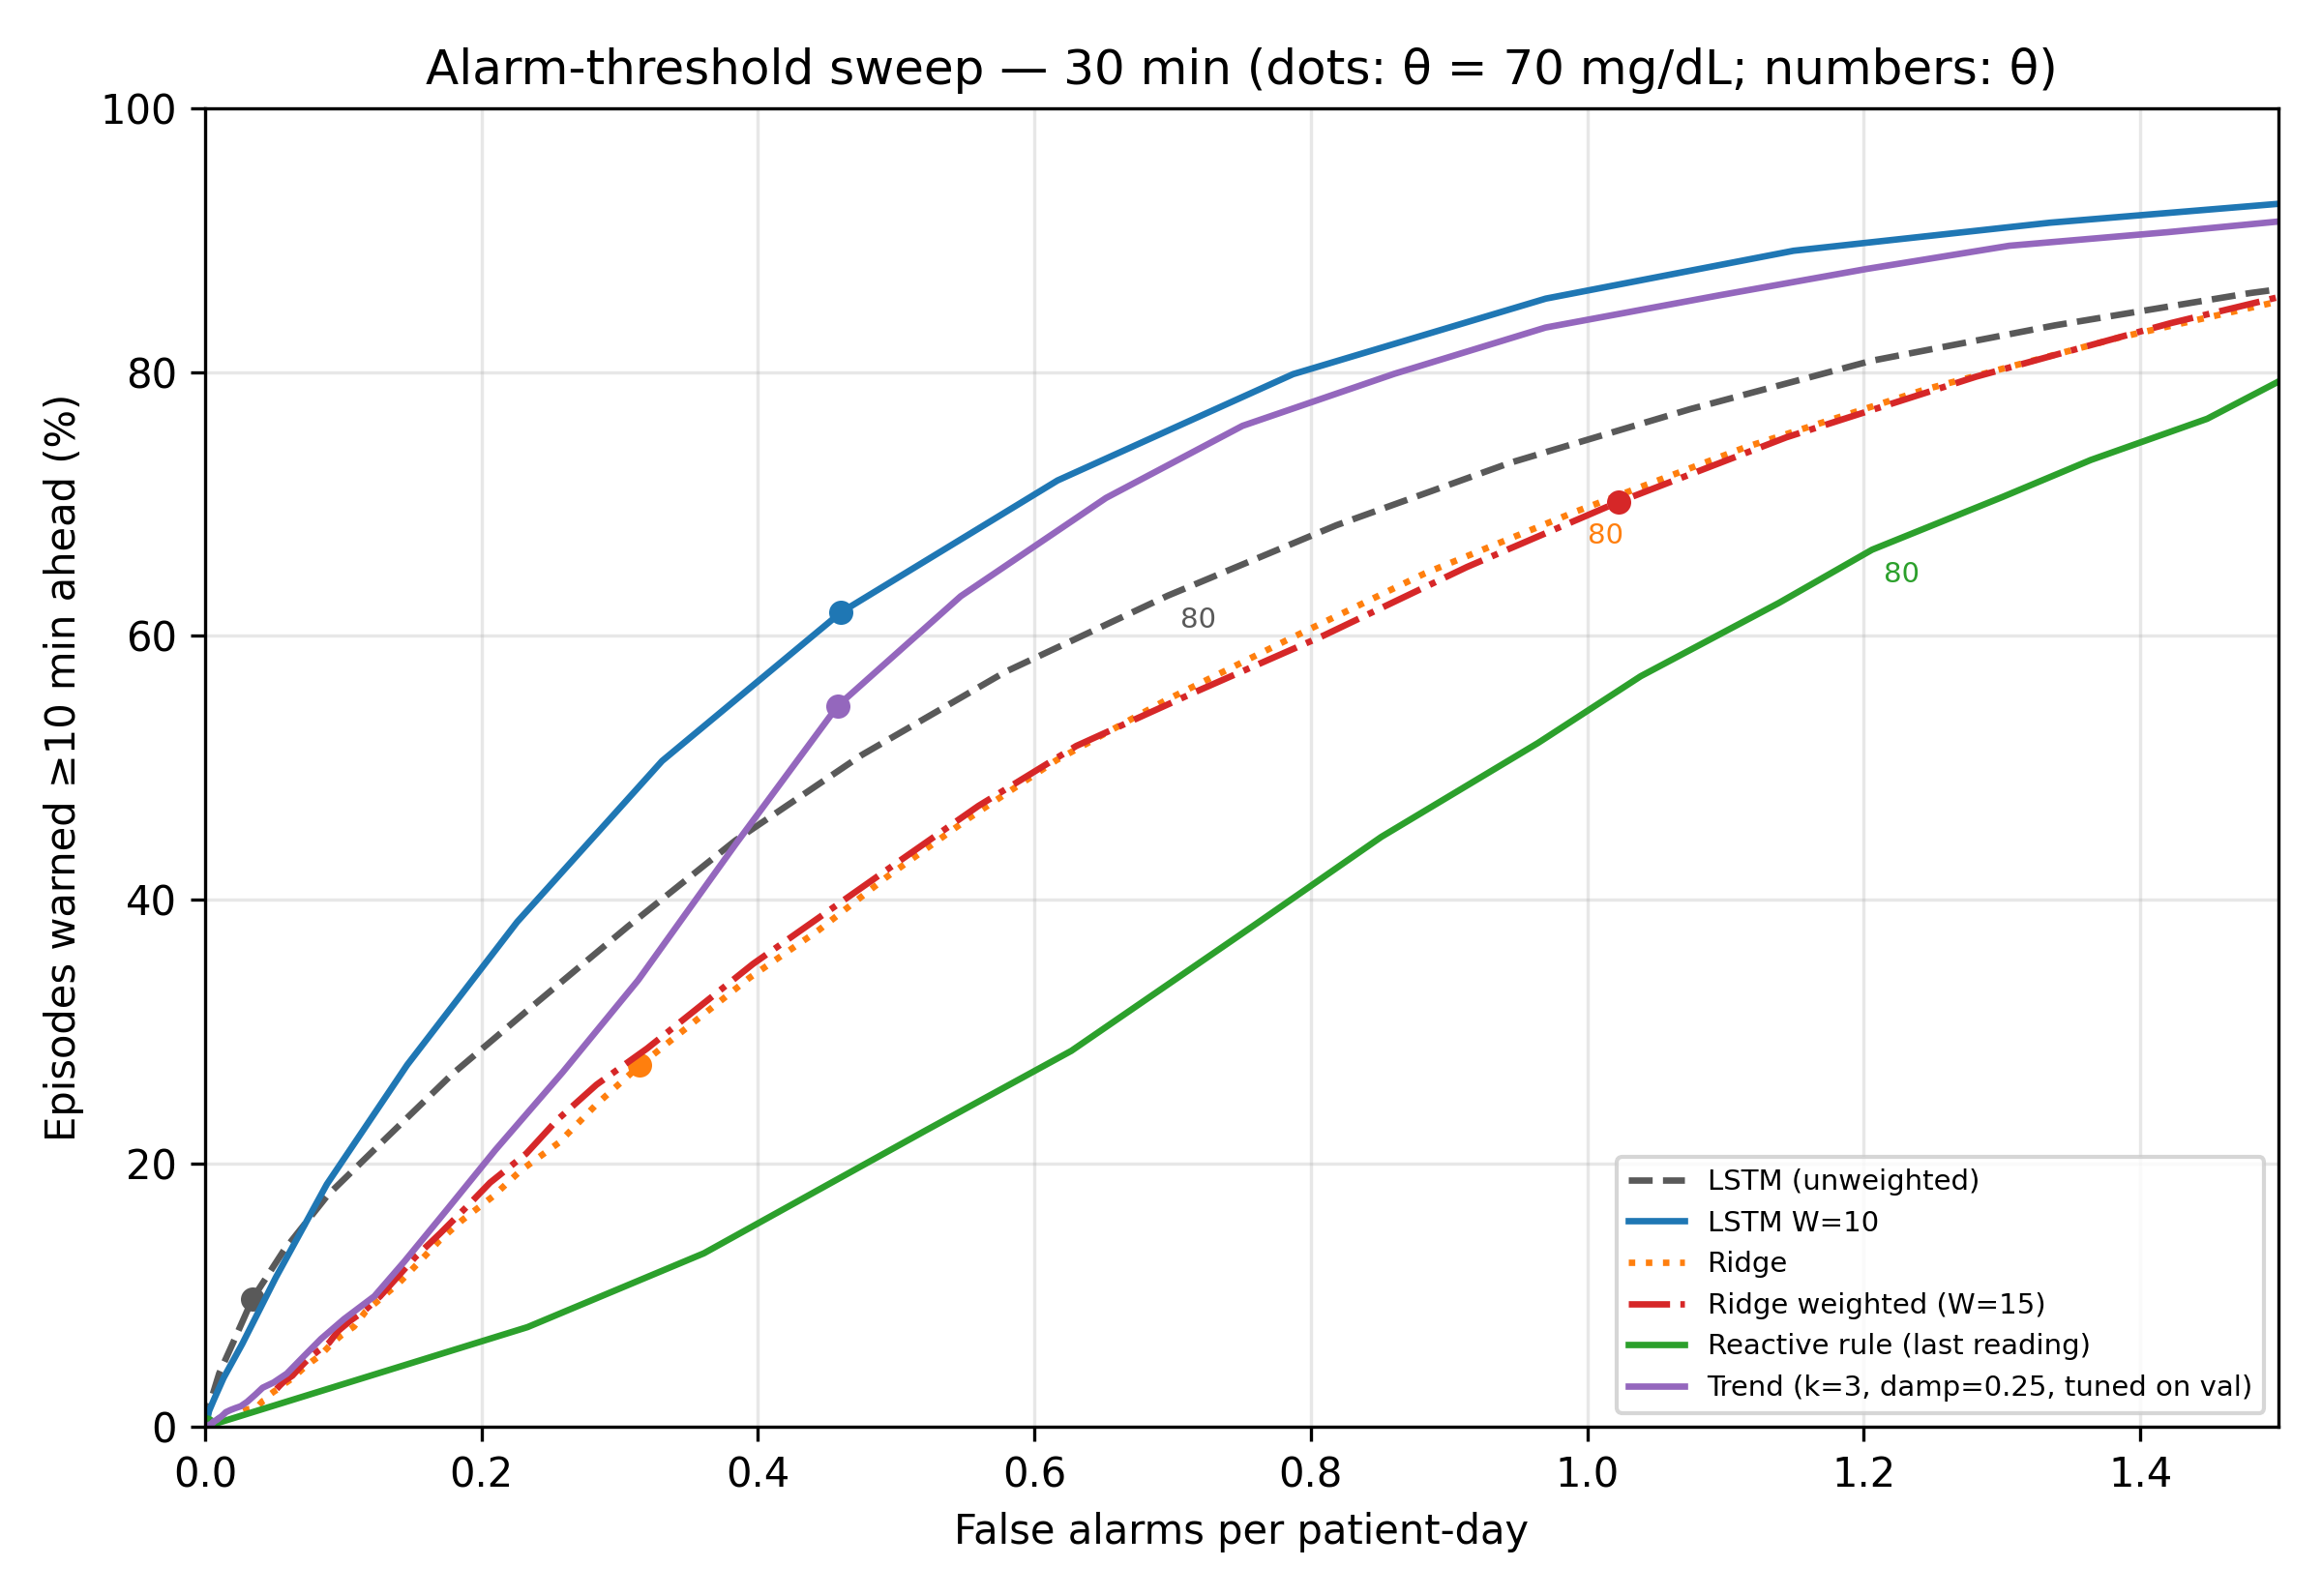 Alarm-threshold sweep — 30 min (dots: θ = 70 mg/dL; numbers: θ)
Episodes warned ≥10 min ahead (%)
100
80
60
40
20
0
80
80
80
LSTM (unweighted)
LSTM W=10
Ridge
Ridge weighted (W=15)
Reactive rule (last reading)
Trend (k=3, damp=0.25, tuned on val)
0.0 0.2 0.4 0.6 0.8 1.0 1.2 1.4
False alarms per patient-day